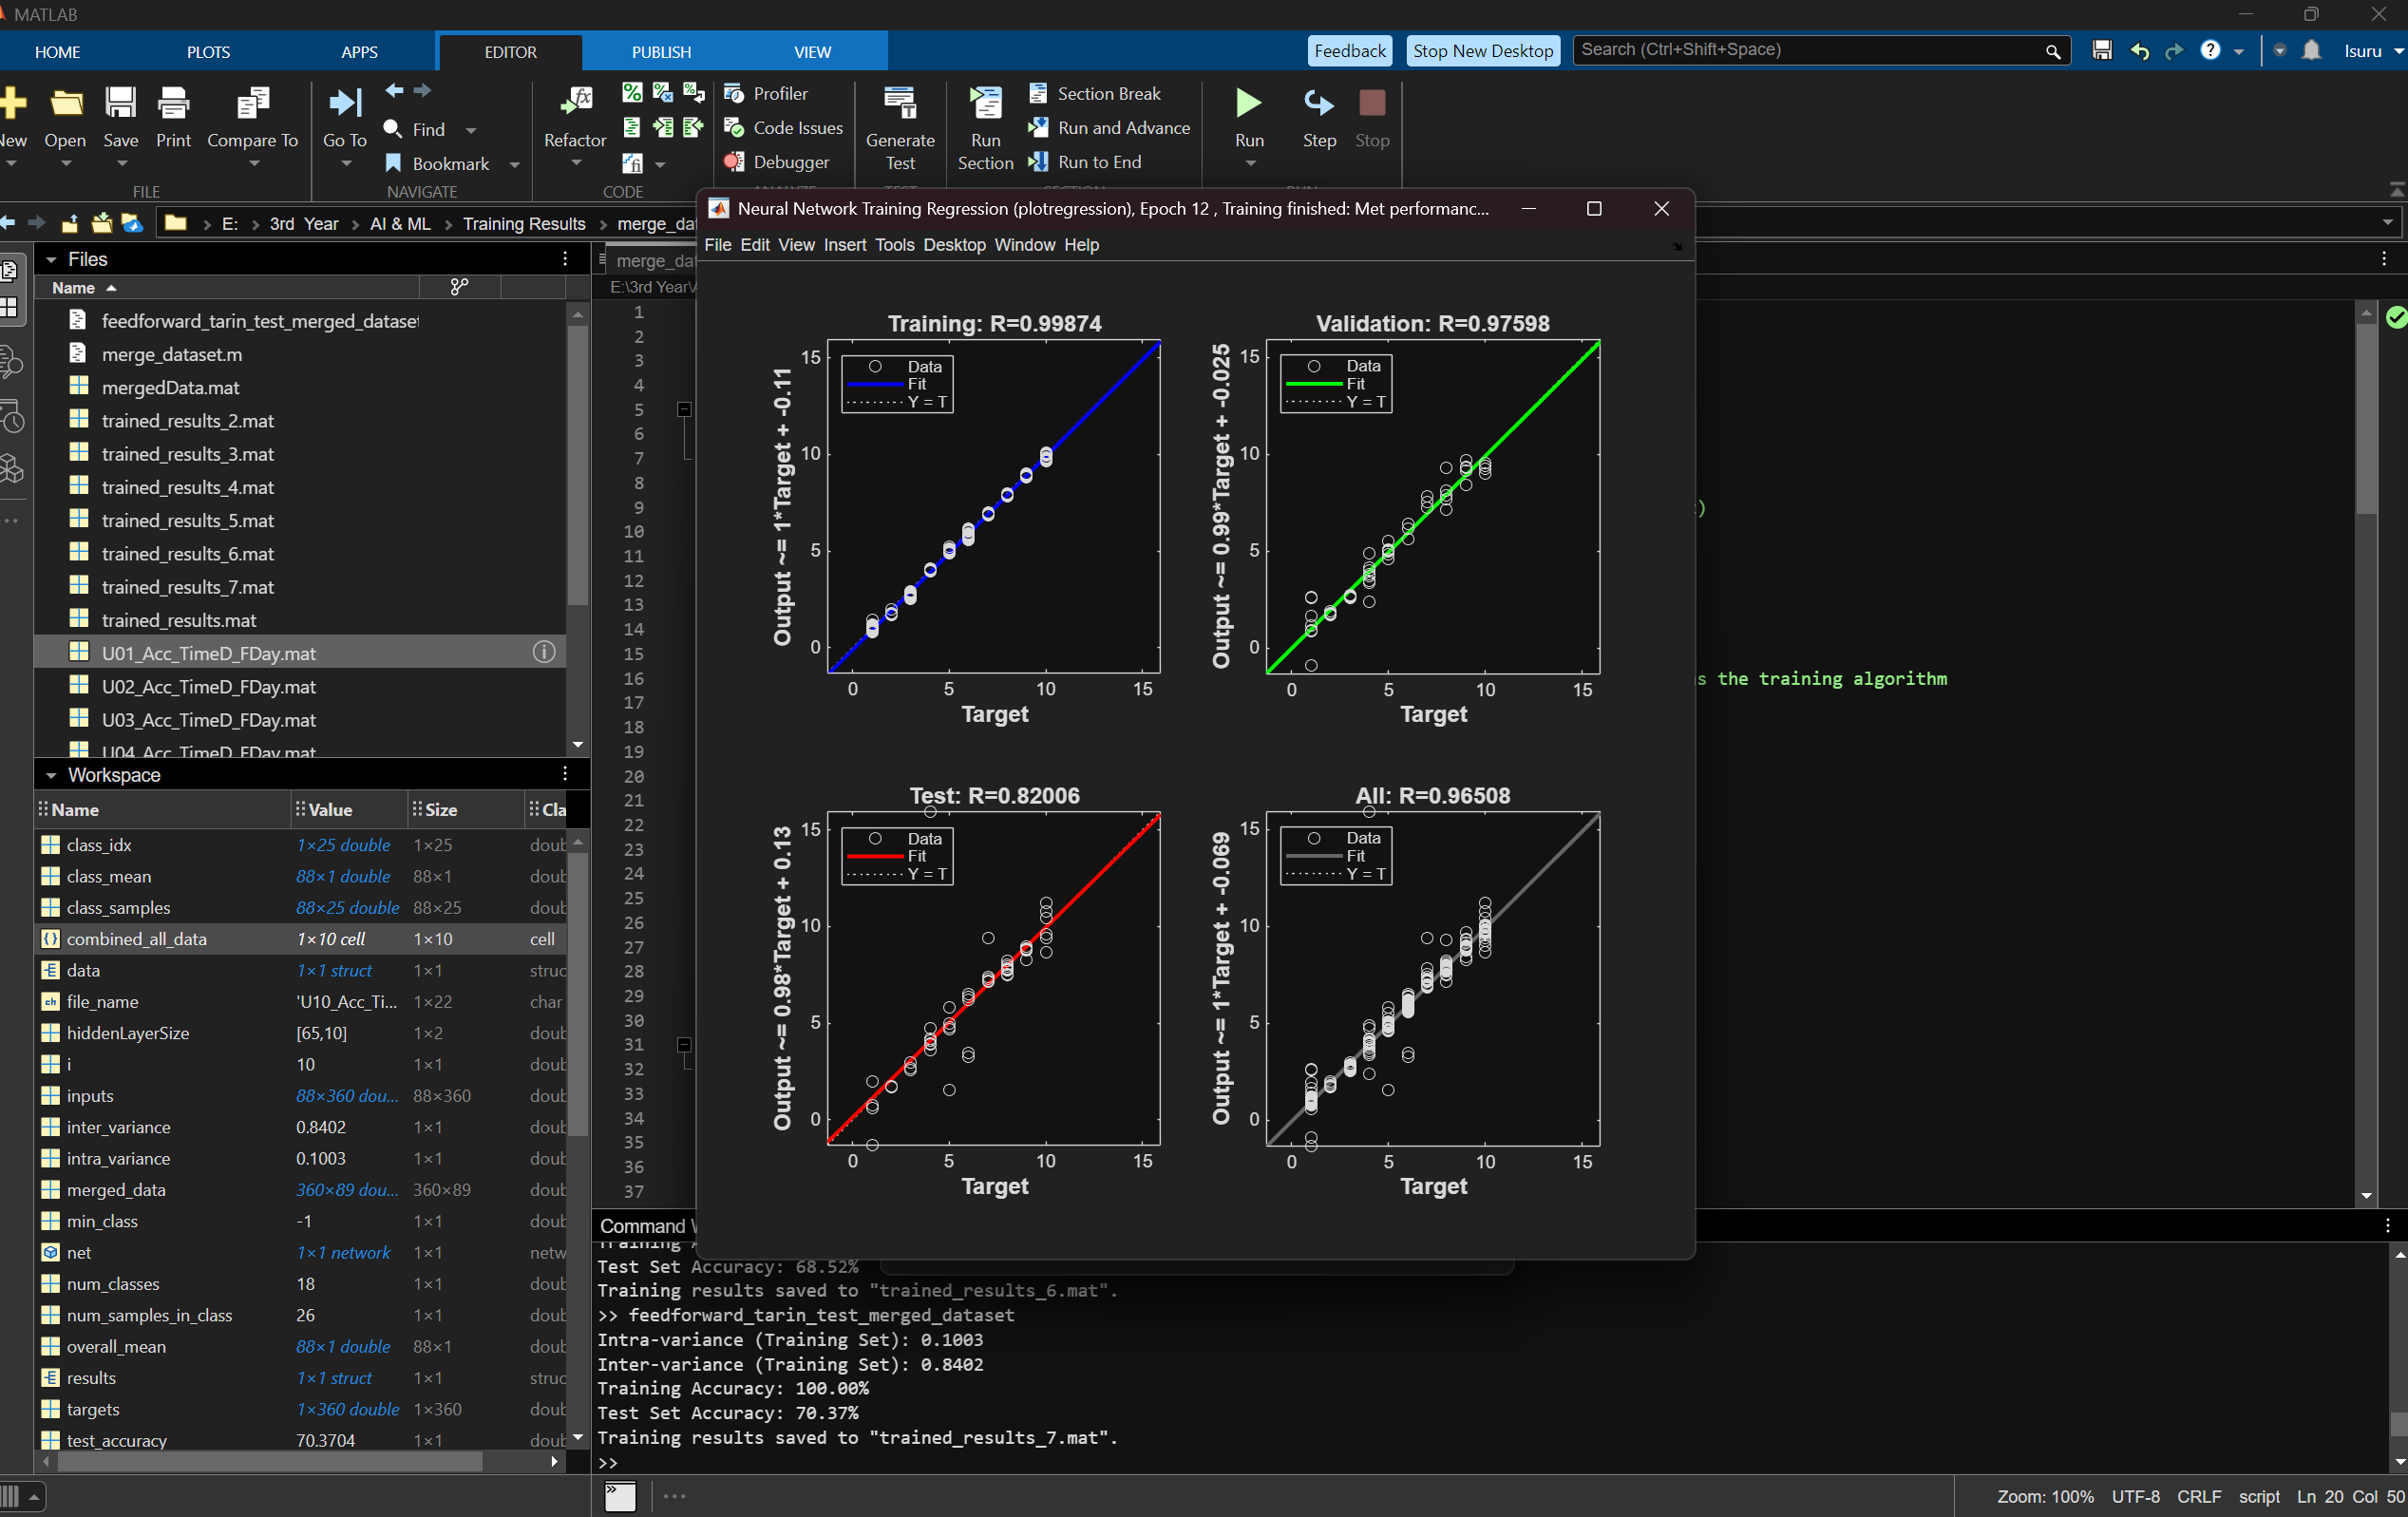 MATLAB
HOME PLOTS APPS EDITOR PUBLISH VIEW
Feedback Stop New Desktop Search (Ctrl+Shift+Space) Isuru
Open Save Print Compare To
FILE
Go To Find Bookmark
NAVIGATE
Refactor
CODE
Profiler
Code Issues
Debugger
Generate Test
Run Section
Section Break
Run and Advance
Run to End
Run Step Stop
E: > 3rd Year > AI & ML > Training Results >
Files
Name
feedforward_tarin_test_merged_dataset
merge_dataset.m
mergedData.mat
trained_results_2.mat
trained_results_3.mat
trained_results_4.mat
trained_results_5.mat
trained_results_6.mat
trained_results_7.mat
trained_results.mat
U01_Acc_TimeD_FDay.mat
U02_Acc_TimeD_FDay.mat
U03_Acc_TimeD_FDay.mat
U04_Acc_TimeD_FDay.mat
Workspace
Name Value Size Cla
class_idx 1×25 double 1×25 doub
class_mean 88×1 double 88×1 doub
class_samples 88×25 double 88×25 doub
combined_all_data 1×10 cell 1×10 cell
data 1×1 struct 1×1 struc
file_name 'U10_Acc_Ti... 1×22 char
hiddenLayerSize [65,10] 1×2 doub
i 10 1×1 doub
inputs 88×360 dou... 88×360 doub
inter_variance 0.8402 1×1 doub
intra_variance 0.1003 1×1 doub
merged_data 360×89 dou... 360×89 doub
min_class -1 1×1 doub
net 1×1 network 1×1 netw
num_classes 18 1×1 doub
num_samples_in_class 26 1×1 doub
overall_mean 88×1 double 88×1 doub
results 1×1 struct 1×1 struc
targets 1×360 double 1×360 doub
test_accuracy 70.3704 1×1 doub
merge_dat
E:\3rd Year\
1
2
3
4
5
6
7
8
9
10
11
12
13
14
15
16
17
18
19
20
21
22
23
24
25
26
27
28
29
30
31
32
33
34
35
36
37
)
s the training algorithm
Neural Network Training Regression (plotregression), Epoch 12 , Training finished: Met performanc...
File Edit View Insert Tools Desktop Window Help
Training: R=0.99874
Output ~= 1*Target + -0.11
Data
Fit
Y = T
15
10
5
0
0 5 10 15
Target
Validation: R=0.97598
Output ~= 0.99*Target + -0.025
Data
Fit
Y = T
15
10
5
0
0 5 10 15
Target
Test: R=0.82006
Output ~= 0.98*Target + 0.13
Data
Fit
Y = T
15
10
5
0
0 5 10 15
Target
All: R=0.96508
Output ~= 1*Target + -0.069
Data
Fit
Y = T
15
10
5
0
0 5 10 15
Target
Command
Test Set Accuracy: 68.52%
Training results saved to "trained_results_6.mat".
>> feedforward_tarin_test_merged_dataset
Intra-variance (Training Set): 0.1003
Inter-variance (Training Set): 0.8402
Training Accuracy: 100.00%
Test Set Accuracy: 70.37%
Training results saved to "trained_results_7.mat".
>>
Zoom: 100% UTF-8 CRLF script Ln 20 Col 50